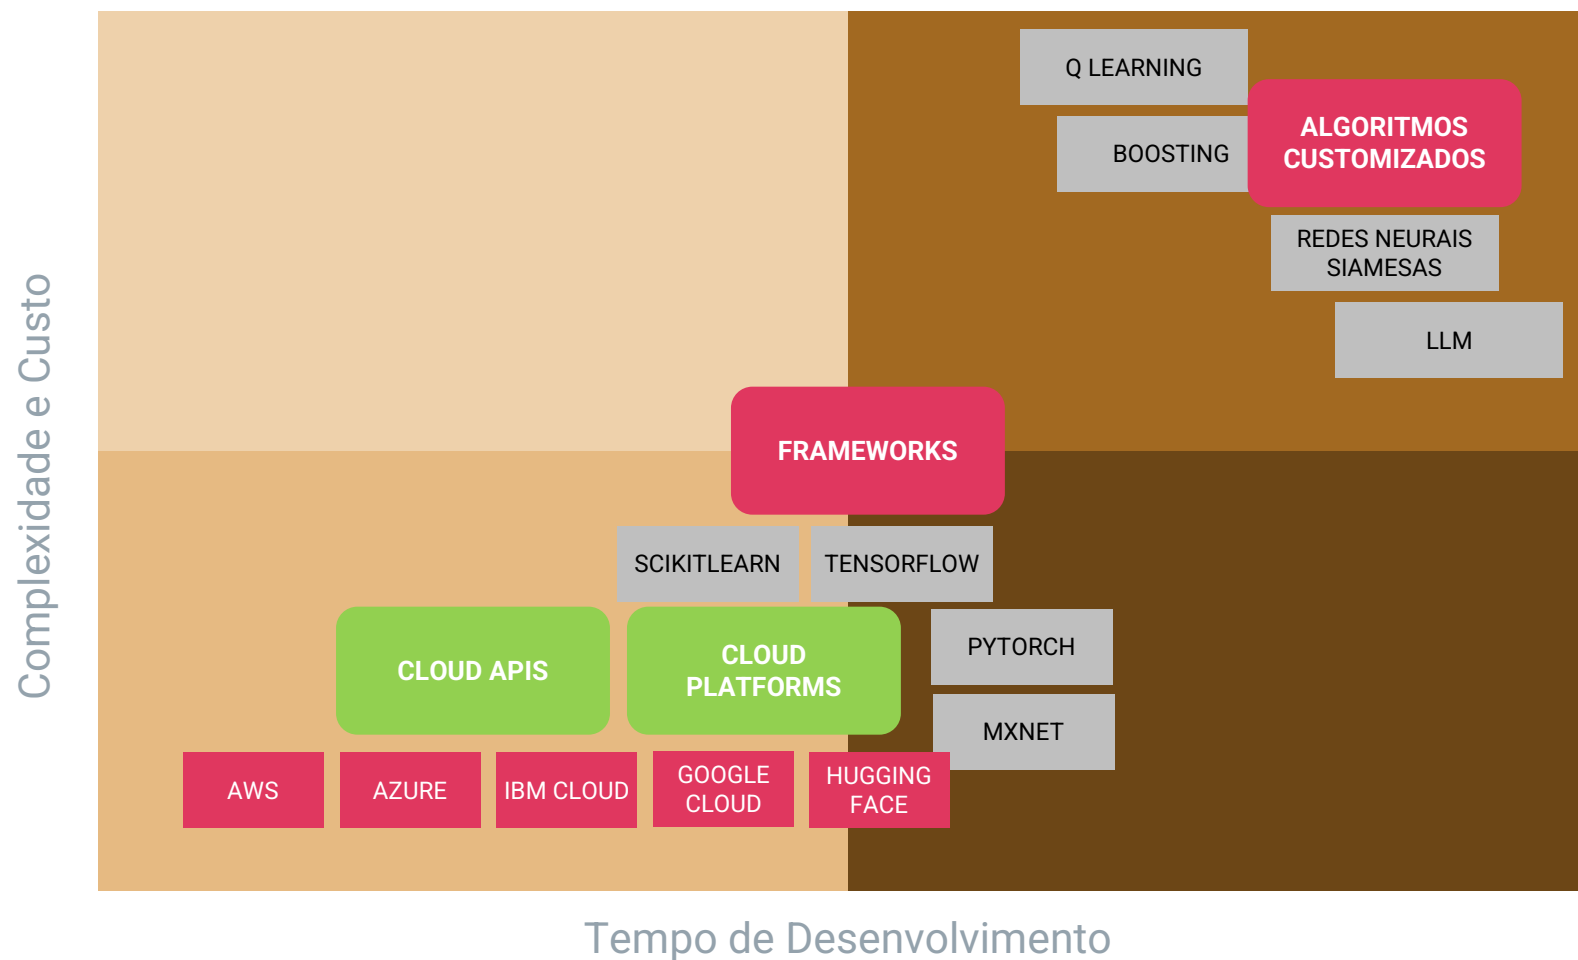 Complexidade e Custo
Q LEARNING
BOOSTING
ALGORITMOS
CUSTOMIZADOS
REDES NEURAIS
SIAMESAS
LLM
FRAMEWORKS
SCIKITLEARN
TENSORFLOW
CLOUD APIS
CLOUD
PLATFORMS
PYTORCH
MXNET
AWS
AZURE
IBM CLOUD
GOOGLE
CLOUD
HUGGING
FACE
Tempo de Desenvolvimento